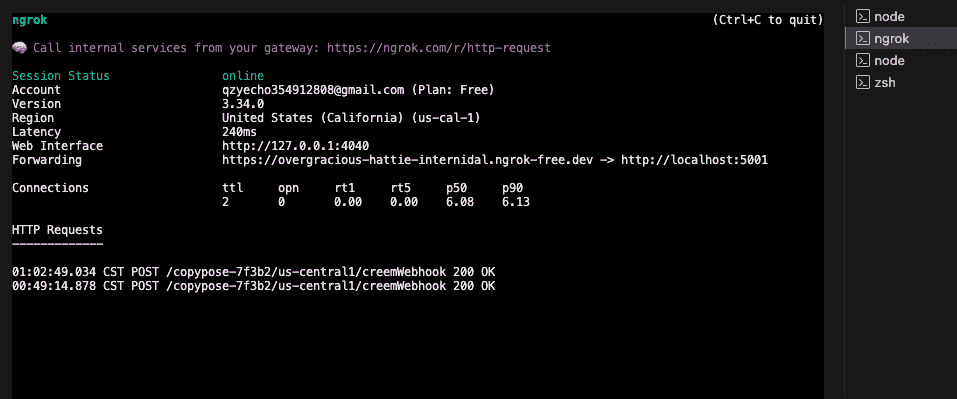 ngrok (Ctrl+C to quit)
🧠 Call internal services from your gateway: https://ngrok.com/r/http-request
Session Status online
Account qzyecho354912808@gmail.com (Plan: Free)
Version 3.34.0
Region United States (California) (us-cal-1)
Latency 240ms
Web Interface http://127.0.0.1:4040
Forwarding https://overgracious-hattie-internidal.ngrok-free.dev -> http://localhost:5001
Connections ttl opn rt1 rt5 p50 p90
2 0 0.00 0.00 6.08 6.13
HTTP Requests
-------------
01:02:49.034 CST POST /copypose-7f3b2/us-central1/creemWebhook 200 OK
00:49:14.878 CST POST /copypose-7f3b2/us-central1/creemWebhook 200 OK
node
ngrok
node
zsh